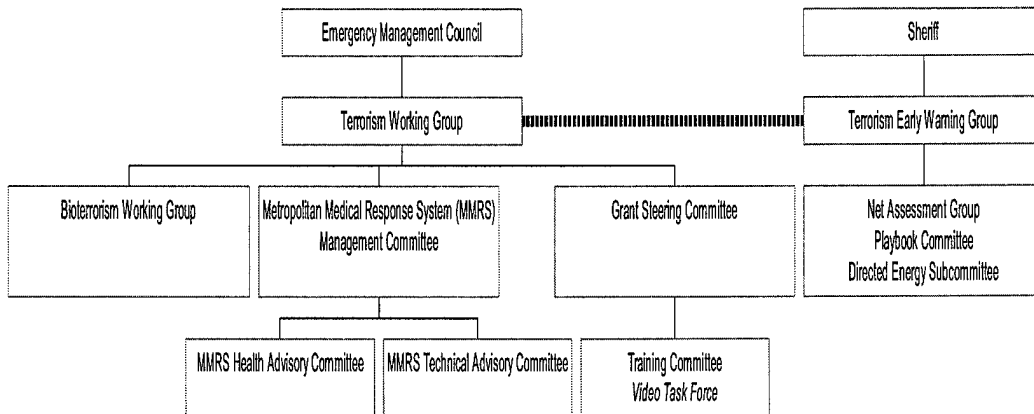 Emergency Management Council
Sheriff
Terrorism Working Group
Terrorism Early Warning Group
Bioterrorism Working Group
Metropolitan Medical Response System (MMRS)
Management Committee
Grant Steering Committee
Net Assessment Group
Playbook Committee
Directed Energy Subcommittee
MMRS Health Advisory Committee
MMRS Technical Advisory Committee
Training Committee
Video Task Force